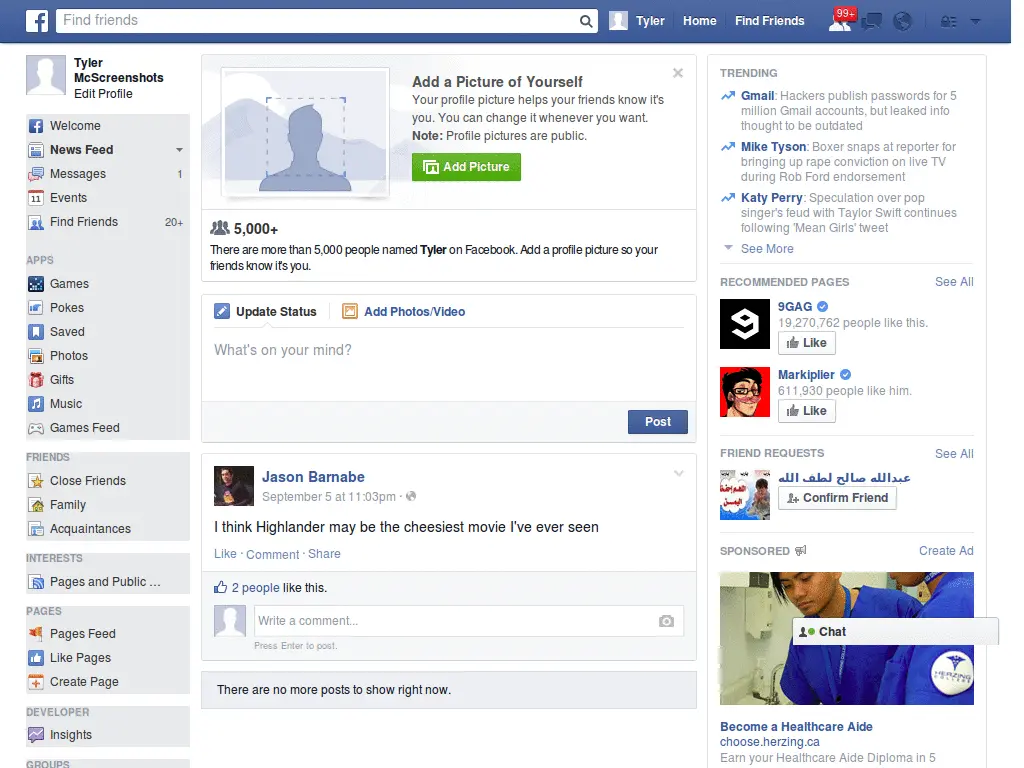 Find friends
Tyler
Home
Find Friends
99+
Tyler
McScreenshots
Edit Profile
Welcome
News Feed
Messages 1
11 Events
Find Friends 20+
APPS
Games
Pokes
Saved
Photos
Gifts
Music
Games Feed
FRIENDS
Close Friends
Family
Acquaintances
INTERESTS
Pages and Public ...
PAGES
Pages Feed
Like Pages
Create Page
DEVELOPER
Insights
GROUPS
Add a Picture of Yourself
Your profile picture helps your friends know it's
you. You can change it whenever you want.
Note: Profile pictures are public.
Add Picture
5,000+
There are more than 5,000 people named Tyler on Facebook. Add a profile picture so your
friends know it's you.
Update Status
Add Photos/Video
What's on your mind?
Post
Jason Barnabe
September 5 at 11:03pm ·
I think Highlander may be the cheesiest movie I've ever seen
Like · Comment · Share
2 people like this.
Write a comment...
Press Enter to post.
There are no more posts to show right now.
TRENDING
Gmail: Hackers publish passwords for 5
million Gmail accounts, but leaked info
thought to be outdated
Mike Tyson: Boxer snaps at reporter for
bringing up rape conviction on live TV
during Rob Ford endorsement
Katy Perry: Speculation over pop
singer's feud with Taylor Swift continues
following 'Mean Girls' tweet
See More
RECOMMENDED PAGES See All
9GAG
19,270,762 people like this.
Like
Markiplier
611,930 people like him.
Like
FRIEND REQUESTS See All
عبدالله صالح لطف الله
Confirm Friend
SPONSORED Create Ad
Chat
HERZING
COLLEGE
Become a Healthcare Aide
choose.herzing.ca
Earn your Healthcare Aide Diploma in 5